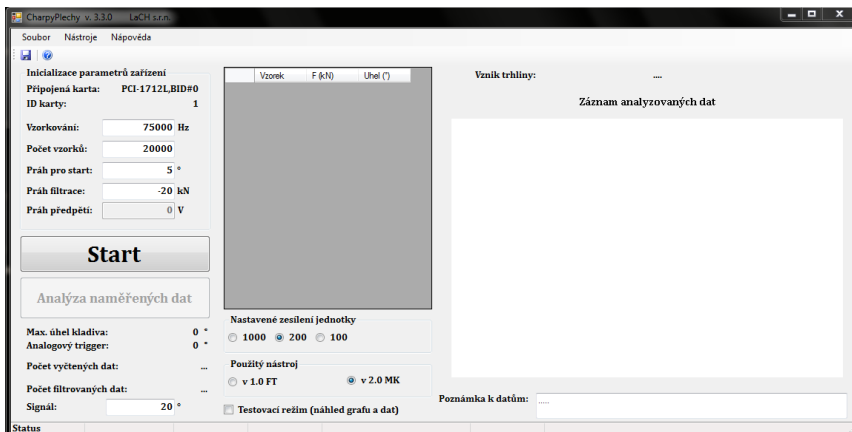 CharpyPlechy v. 3.3.0 LaCH s.r.n.
Soubor Nástroje Nápověda
Inicializace parametrů zařízení
Připojená karta: PCI-1712L,BID#0
ID karty: 1
Vzorkování: 75000 Hz
Počet vzorků: 20000
Práh pro start: 5 °
Práh filtrace: -20 kN
Práh předpětí: 0 V
Start
Analýza naměřených dat
Max. úhel kladiva: 0 °
Analogový trigger: 0 °
Počet vyčtených dat: ...
Počet filtrovaných dat: ...
Signál: 20 °
Vzorek F (kN) Uhel (°)
Nastavené zesílení jednotky
1000 200 100
Použitý nástroj
v 1.0 FT v 2.0 MK
Testovací režim (náhled grafu a dat)
Vznik trhliny: ....
Záznam analyzovaných dat
Poznámka k datům: .....
Status